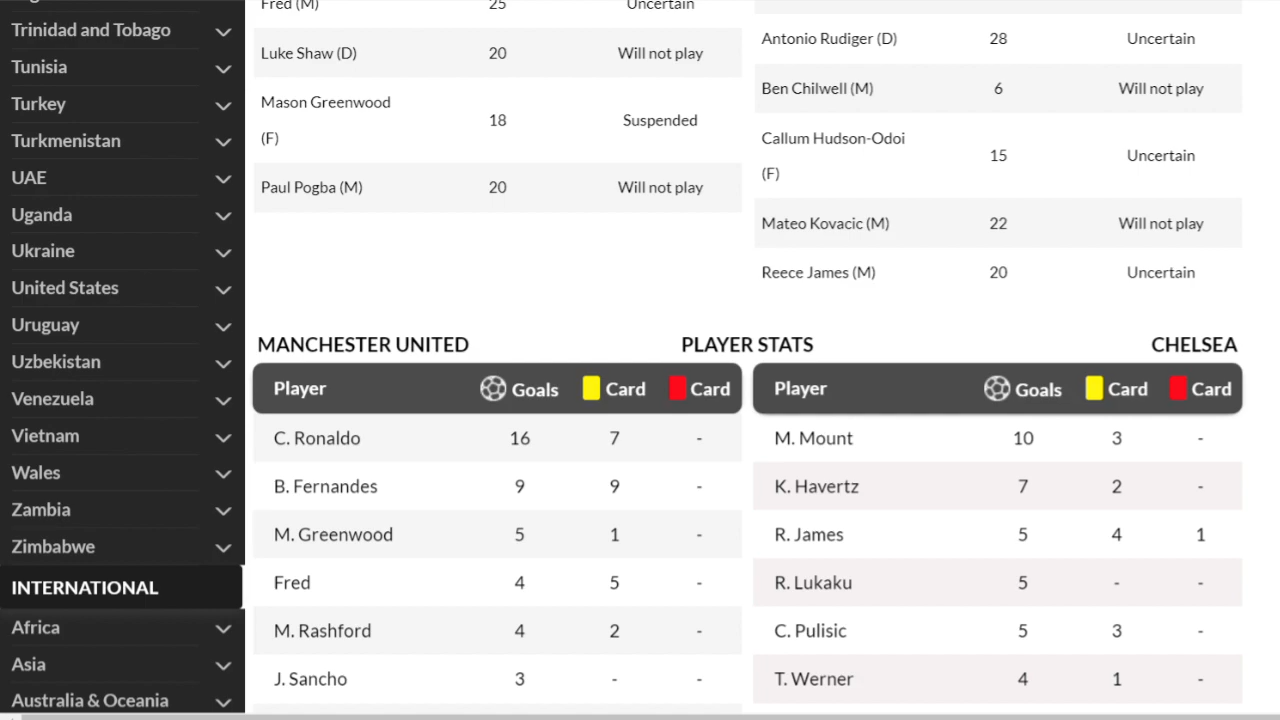 Trinidad and Tobago
Tunisia
Turkey
Turkmenistan
UAE
Uganda
Ukraine
United States
Uruguay
Uzbekistan
Venezuela
Vietnam
Wales
Zambia
Zimbabwe
INTERNATIONAL
Africa
Asia
Australia & Oceania
Fred (M) 25 Uncertain
Luke Shaw (D) 20 Will not play
Mason Greenwood
(F) 18 Suspended
Paul Pogba (M) 20 Will not play
Antonio Rudiger (D) 28 Uncertain
Ben Chilwell (M) 6 Will not play
Callum Hudson-Odoi
(F) 15 Uncertain
Mateo Kovacic (M) 22 Will not play
Reece James (M) 20 Uncertain
MANCHESTER UNITED PLAYER STATS CHELSEA
Player Goals Card Card
C. Ronaldo 16 7 -
B. Fernandes 9 9 -
M. Greenwood 5 1 -
Fred 4 5 -
M. Rashford 4 2 -
J. Sancho 3 - -
Player Goals Card Card
M. Mount 10 3 -
K. Havertz 7 2 -
R. James 5 4 1
R. Lukaku 5 - -
C. Pulisic 5 3 -
T. Werner 4 1 -